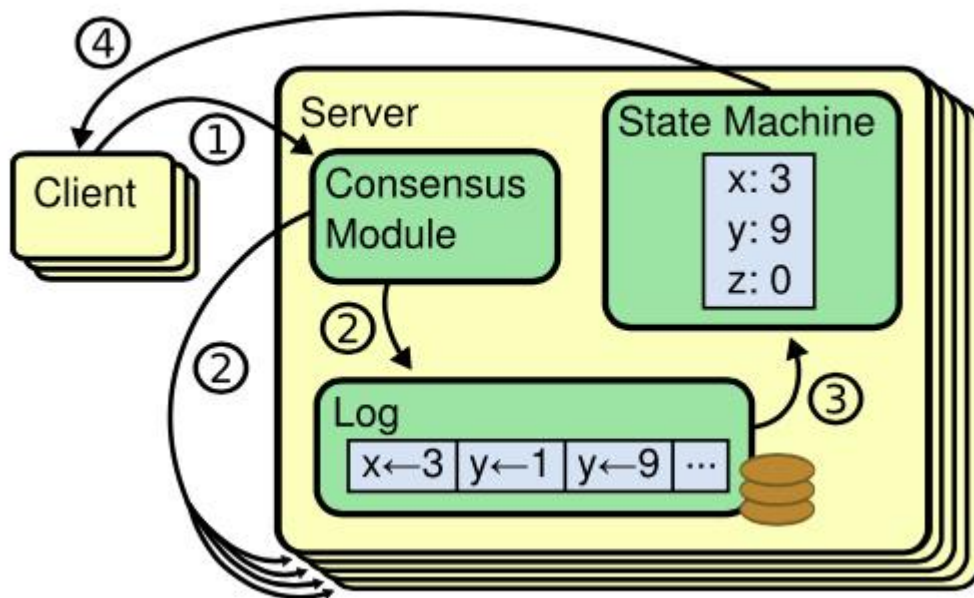 ④
①
Server
State Machine
Client
Consensus
Module
x: 3
y: 9
z: 0
②
②
③
Log
x←3 y←1 y←9 ...